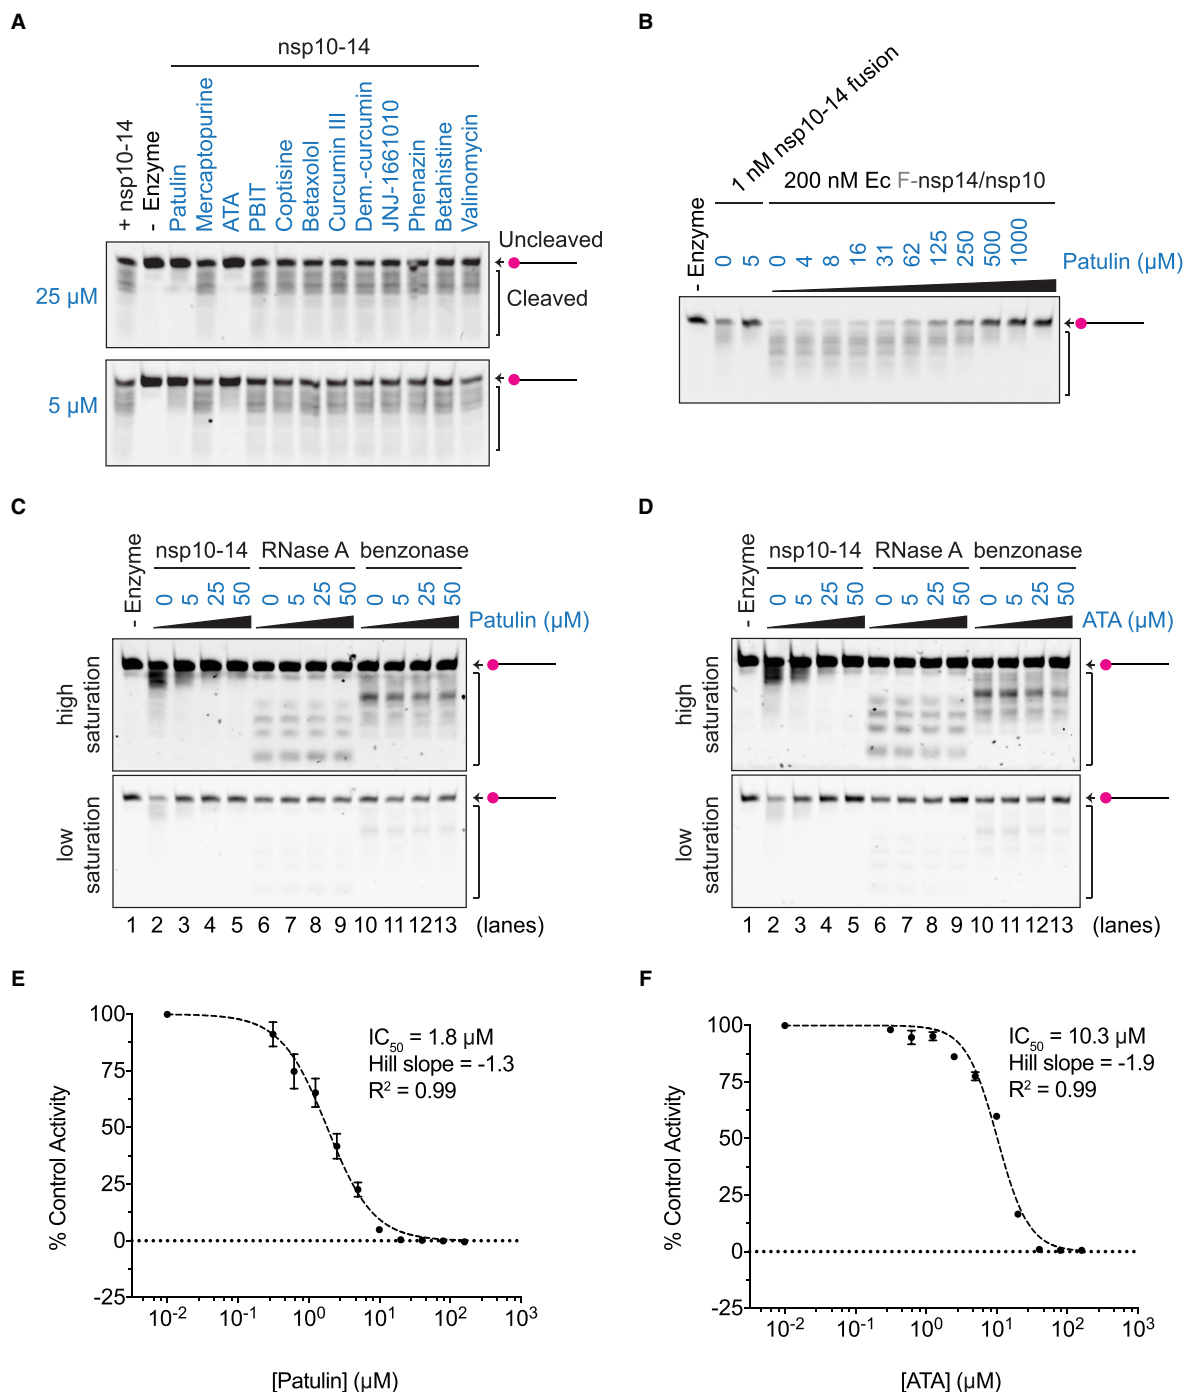 A
nsp10-14
+ nsp10-14
- Enzyme
Patulin
Mercaptopurine
ATA
PBIT
Coptisine
Betaxolol
Curcumin III
Dem.-curcumin
JNJ-1661010
Phenazin
Betahistine
Valinomycin
25 µM
Uncleaved
Cleaved
5 µM
B
- Enzyme
1 nM nsp10-14 fusion
200 nM Ec F-nsp14/nsp10
0 5 0 4 8 16 31 62 125 250 500 1000
Patulin (µM)
C
- Enzyme
nsp10-14 RNase A benzonase
0 5 25 50 0 5 25 50 0 5 25 50
Patulin (µM)
high saturation
low saturation
1 2 3 4 5 6 7 8 9 10 11 12 13 (lanes)
D
- Enzyme
nsp10-14 RNase A benzonase
0 5 25 50 0 5 25 50 0 5 25 50
ATA (µM)
high saturation
low saturation
1 2 3 4 5 6 7 8 9 10 11 12 13 (lanes)
E
% Control Activity
100
75
50
25
0
-25
IC50 = 1.8 µM
Hill slope = -1.3
R² = 0.99
10⁻² 10⁻¹ 10⁰ 10¹ 10² 10³
[Patulin] (µM)
F
% Control Activity
100
75
50
25
0
-25
IC50 = 10.3 µM
Hill slope = -1.9
R² = 0.99
10⁻² 10⁻¹ 10⁰ 10¹ 10² 10³
[ATA] (µM)